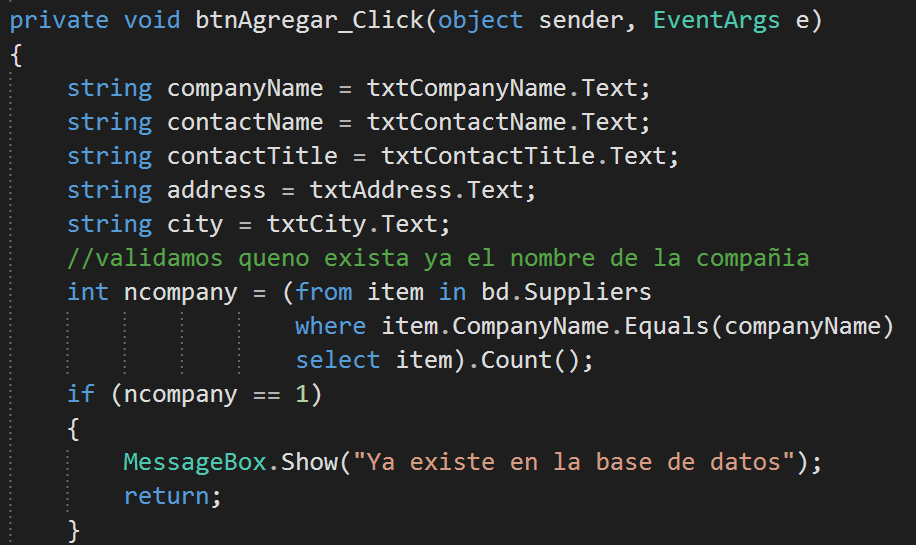 private void btnAgregar_Click(object sender, EventArgs e)
{
string companyName = txtCompanyName.Text;
string contactName = txtContactName.Text;
string contactTitle = txtContactTitle.Text;
string address = txtAddress.Text;
string city = txtCity.Text;
//validamos queno exista ya el nombre de la compañia
int ncompany = (from item in bd.Suppliers
where item.CompanyName.Equals(companyName)
select item).Count();
if (ncompany == 1)
{
MessageBox.Show("Ya existe en la base de datos");
return;
}